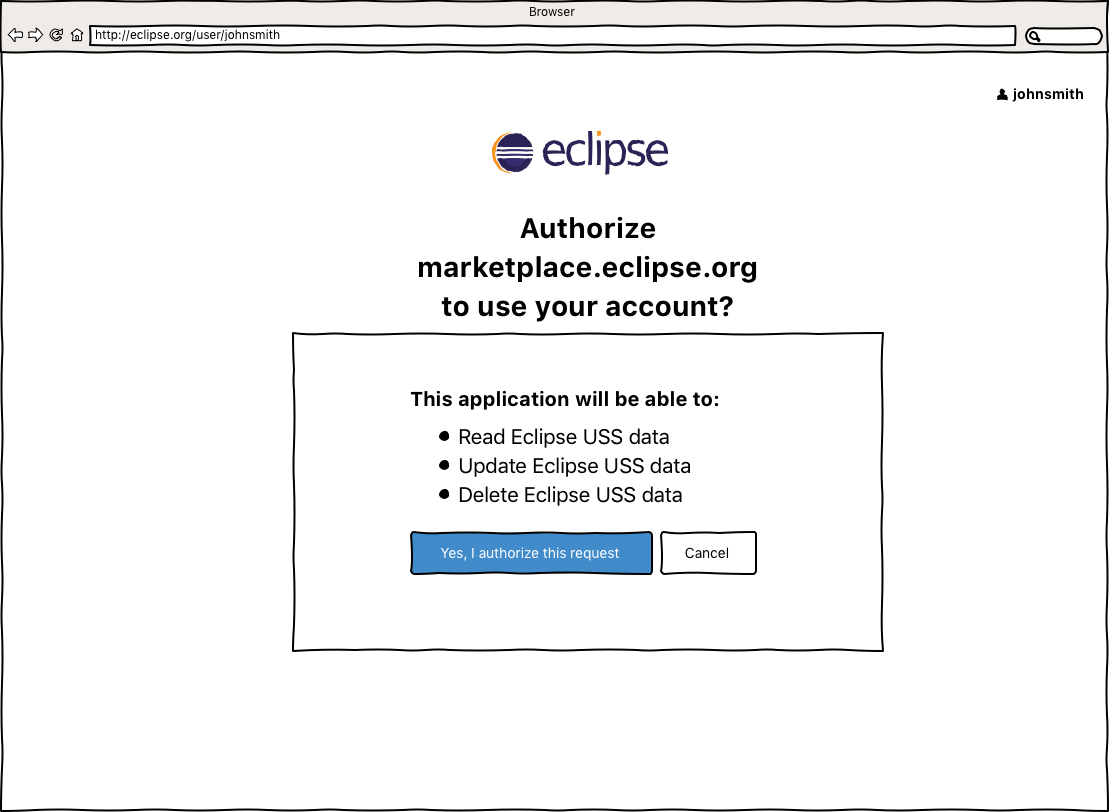 Browser
http://eclipse.org/user/johnsmith
johnsmith
eclipse
Authorize
marketplace.eclipse.org
to use your account?
This application will be able to:
Read Eclipse USS data
Update Eclipse USS data
Delete Eclipse USS data
Yes, I authorize this request
Cancel